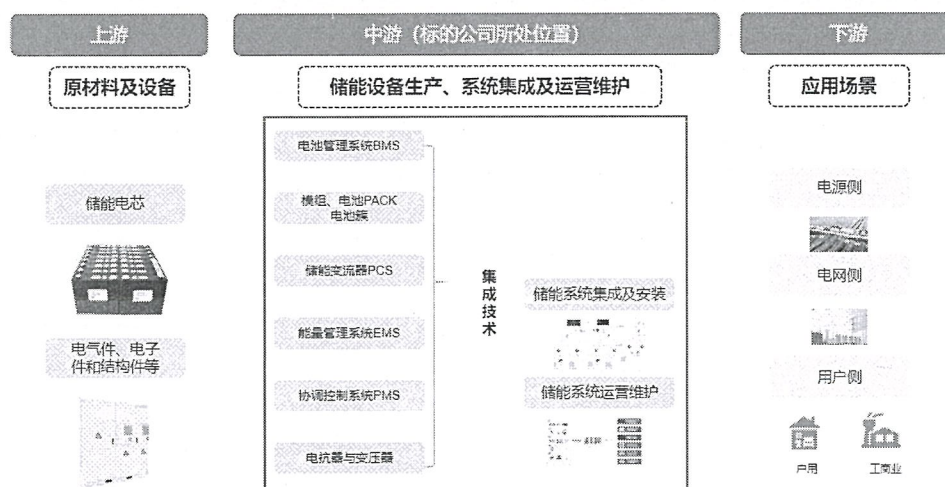 上游
中游（标的公司所处位置）
下游
原材料及设备
储能设备生产、系统集成及运营维护
应用场景
储能电芯
电气件、电子
件和结构件等
电池管理系统BMS
模组、电池PACK
电池簇
储能变流器PCS
能量管理系统EMS
协调控制系统PMS
电抗器与变压器
集成技术
储能系统集成及安装
储能系统运营维护
电源侧
电网侧
用户侧
户用
工商业